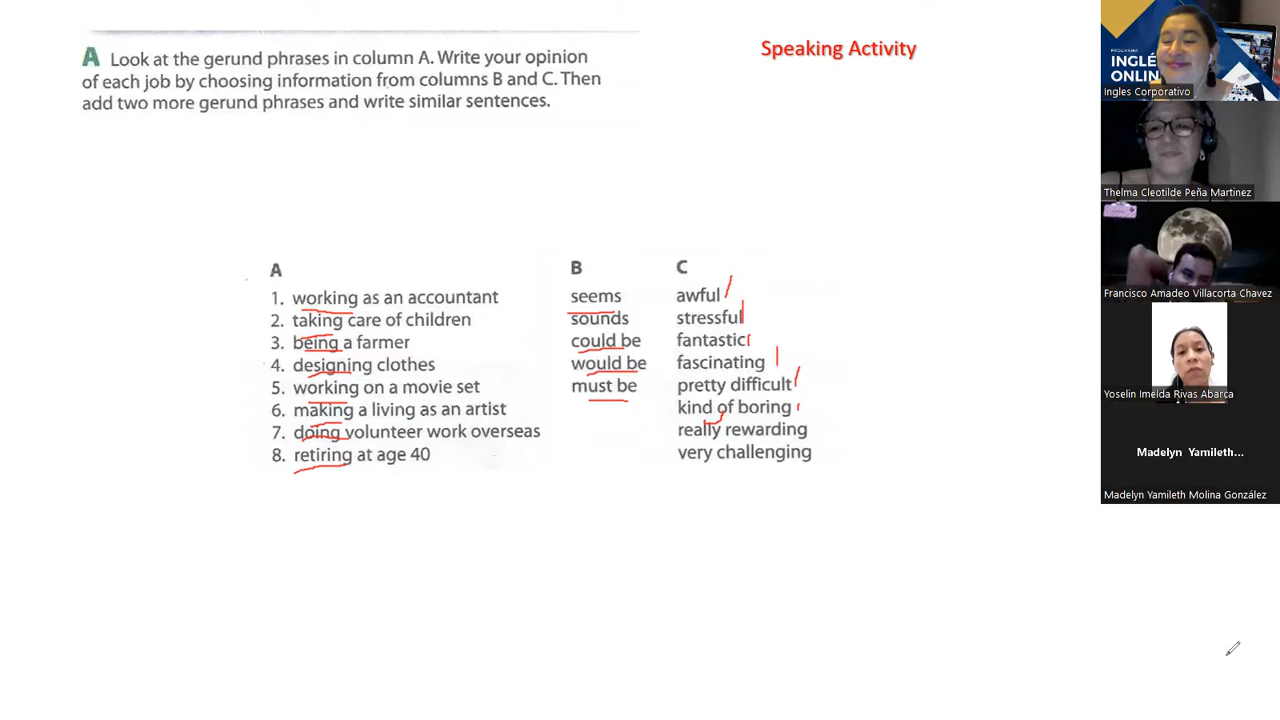 A Look at the gerund phrases in column A. Write your opinion
of each job by choosing information from columns B and C. Then
add two more gerund phrases and write similar sentences.
Speaking Activity
A
1. working as an accountant
2. taking care of children
3. being a farmer
4. designing clothes
5. working on a movie set
6. making a living as an artist
7. doing volunteer work overseas
8. retiring at age 40
B
seems
sounds
could be
would be
must be
C
awful
stressful
fantastic
fascinating
pretty difficult
kind of boring
really rewarding
very challenging
PROGRAMA
INGLÉ
ONLIN
Ingles Corporativo
Thelma Cleotilde Peña Martinez
Francisco Amadeo Villacorta Chavez
Yoselin Imelda Rivas Abarca
Madelyn Yamileth...
Madelyn Yamileth Molina González